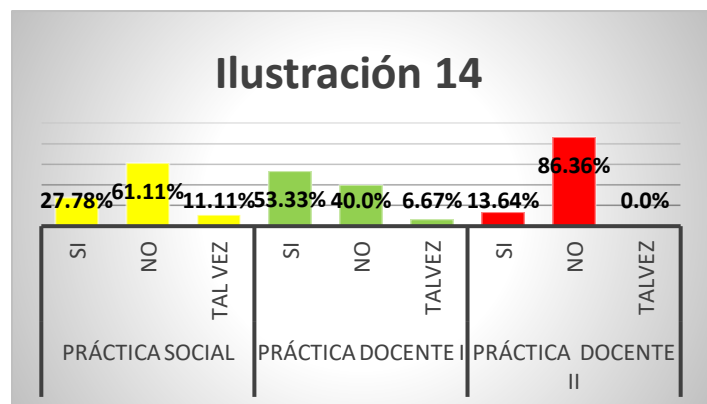 Ilustración 14
27.78% 61.11% 11.11% 53.33% 40.0% 6.67% 13.64% 86.36% 0.0%
SI NO TAL VEZ SI NO TALVEZ SI NO TALVEZ
PRÁCTICA SOCIAL PRÁCTICA DOCENTE I PRÁCTICA DOCENTE
II